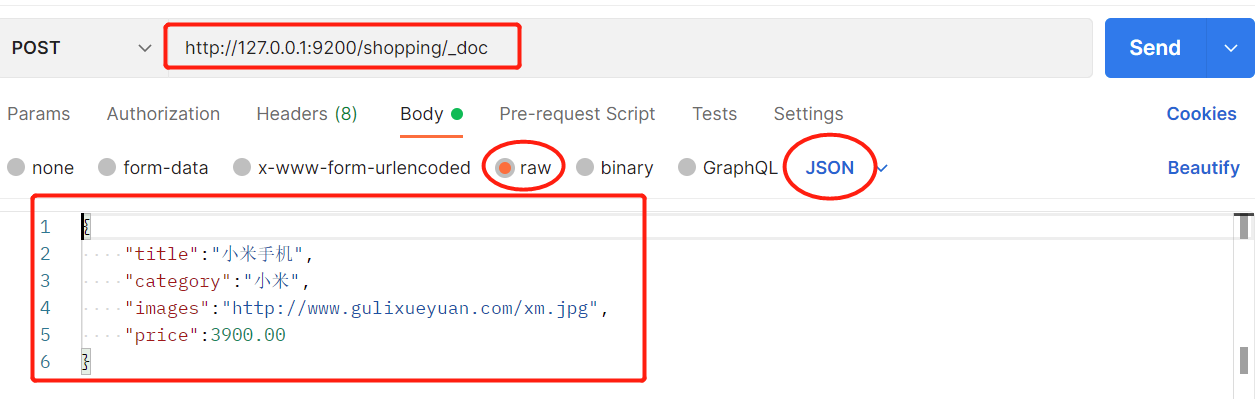 POST http://127.0.0.1:9200/shopping/_doc Send
Params Authorization Headers (8) Body Pre-request Script Tests Settings Cookies
none form-data x-www-form-urlencoded raw binary GraphQL JSON Beautify
1 {
2 "title":"小米手机",
3 "category":"小米",
4 "images":"http://www.gulixueyuan.com/xm.jpg",
5 "price":3900.00
6 }